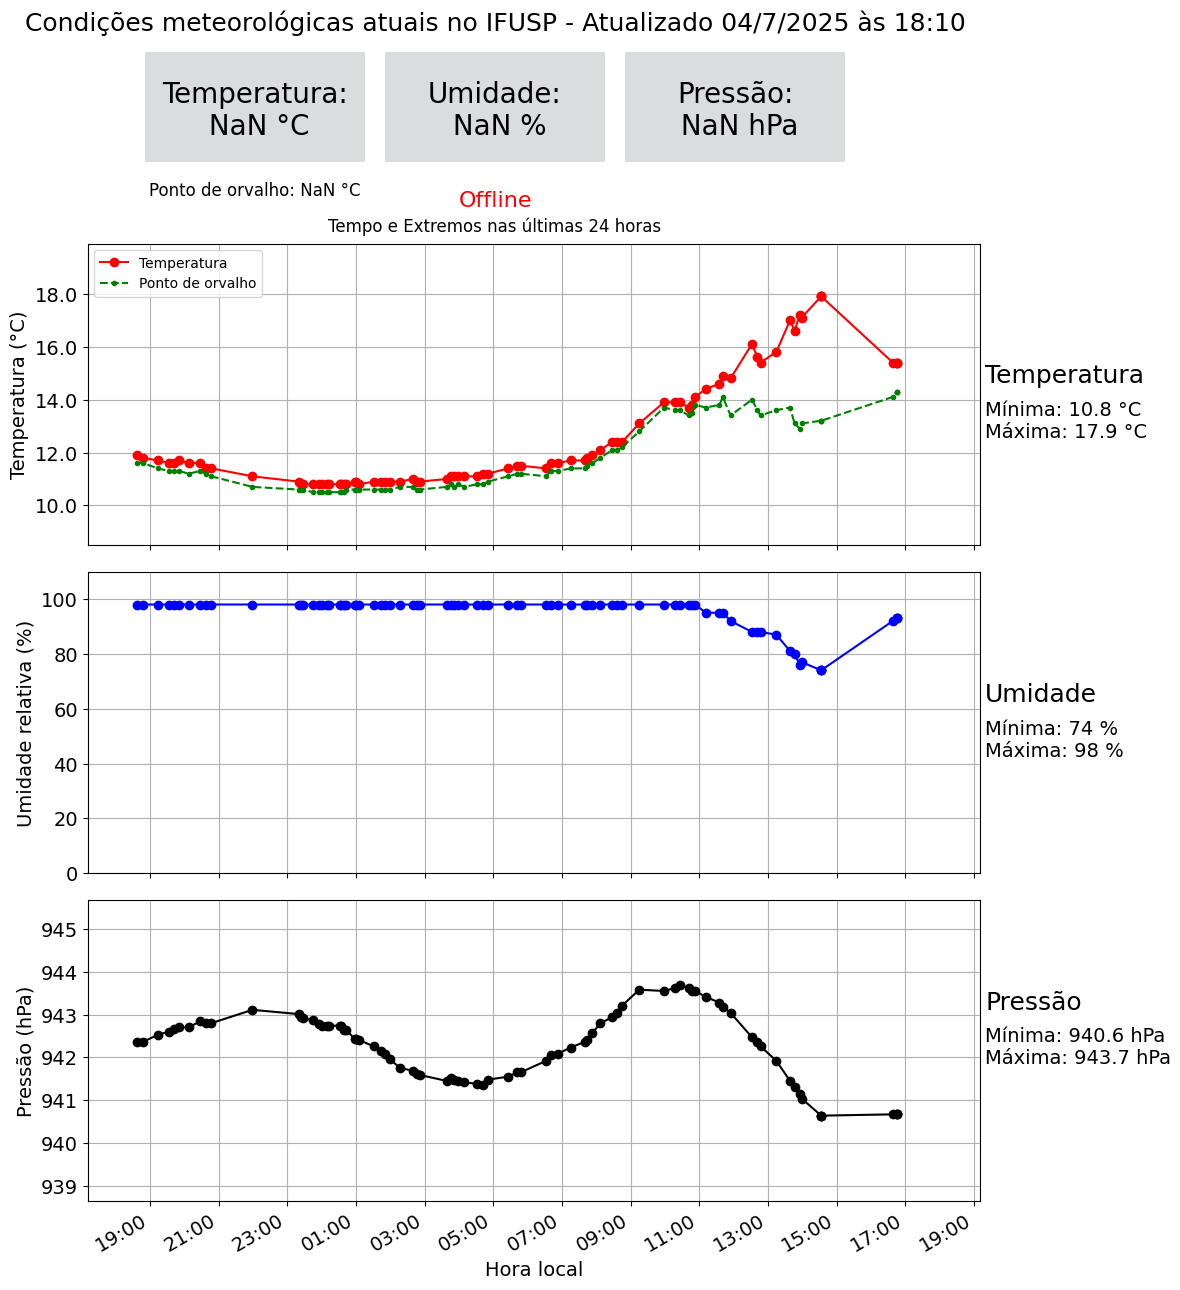 Condições meteorológicas atuais no IFUSP - Atualizado 04/7/2025 às 18:10
Temperatura:
NaN °C
Umidade:
NaN %
Pressão:
NaN hPa
Ponto de orvalho: NaN °C
Offline
Tempo e Extremos nas últimas 24 horas
Temperatura
Ponto de orvalho
Temperatura (°C)
18.0
16.0
14.0
12.0
10.0
Temperatura
Mínima: 10.8 °C
Máxima: 17.9 °C
Umidade relativa (%)
100
80
60
40
20
0
Umidade
Mínima: 74 %
Máxima: 98 %
Pressão (hPa)
945
944
943
942
941
940
939
Pressão
Mínima: 940.6 hPa
Máxima: 943.7 hPa
19:00 21:00 23:00 01:00 03:00 05:00 07:00 09:00 11:00 13:00 15:00 17:00 19:00
Hora local